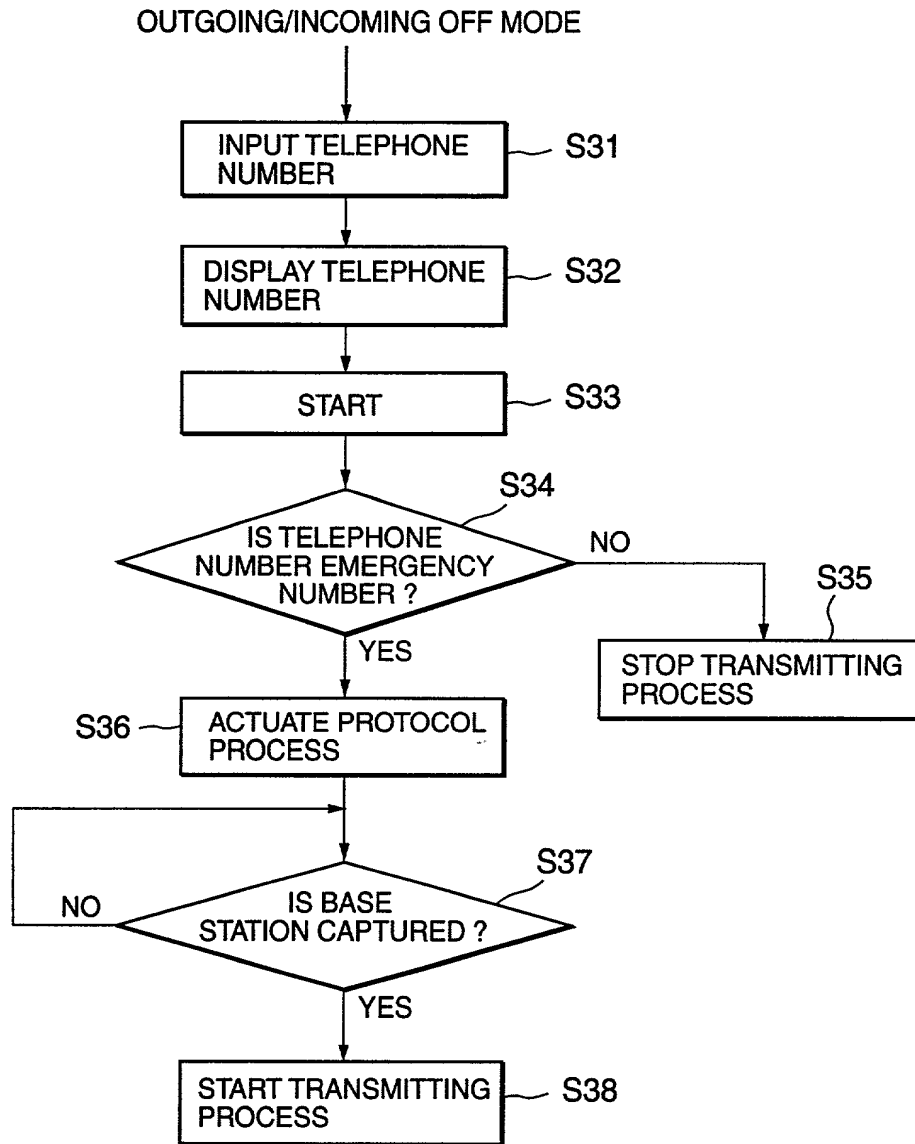 OUTGOING/INCOMING OFF MODE
INPUT TELEPHONE
NUMBER
S31
DISPLAY TELEPHONE
NUMBER
S32
START
S33
S34
IS TELEPHONE
NUMBER EMERGENCY
NUMBER ?
NO
S35
YES
STOP TRANSMITTING
PROCESS
S36
ACTUATE PROTOCOL
PROCESS
S37
IS BASE
STATION CAPTURED ?
NO
YES
START TRANSMITTING
PROCESS
S38